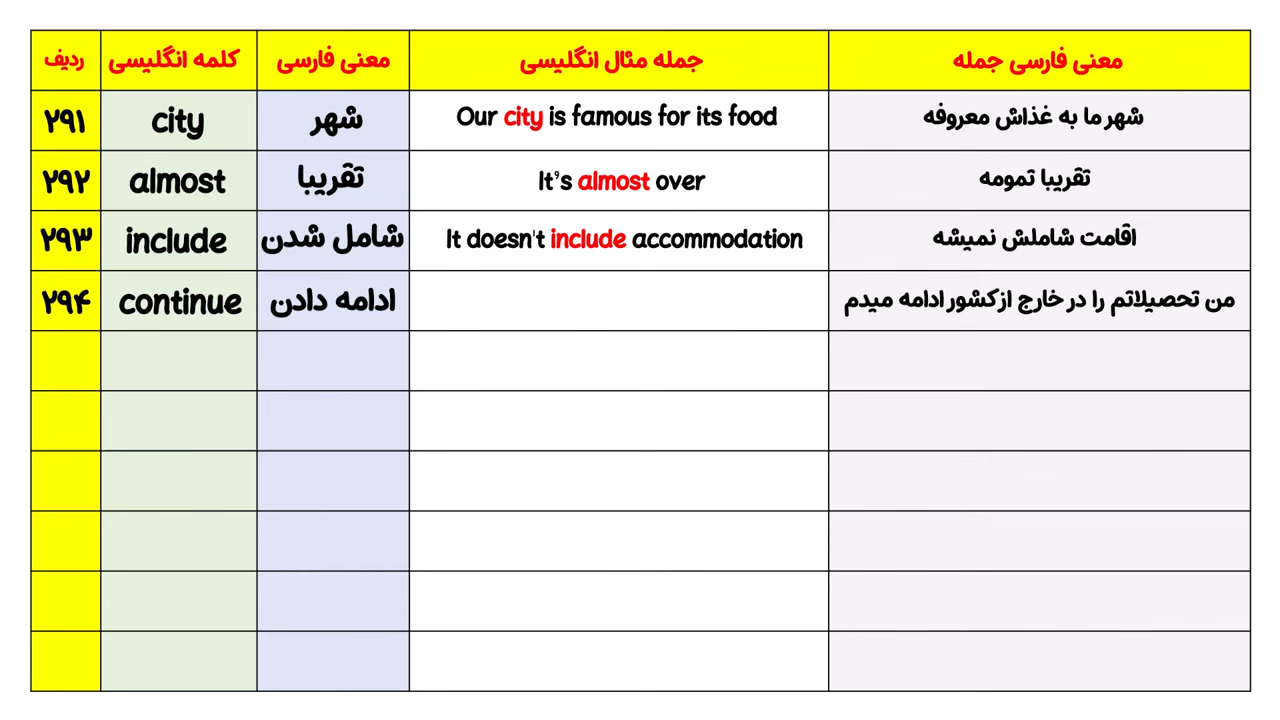 ردیف کلمه انگلیسی معنی فارسی جمله مثال انگلیسی معنی فارسی جمله
۲۹۱ city شهر Our city is famous for its food شهر ما به غذاش معروفه
۲۹۲ almost تقریبا It's almost over تقریبا تمومه
۲۹۳ include شامل شدن It doesn't include accommodation اقامت شاملش نمیشه
۲۹۴ continue ادامه دادن من تحصیلاتم را در خارج از کشور ادامه میدم